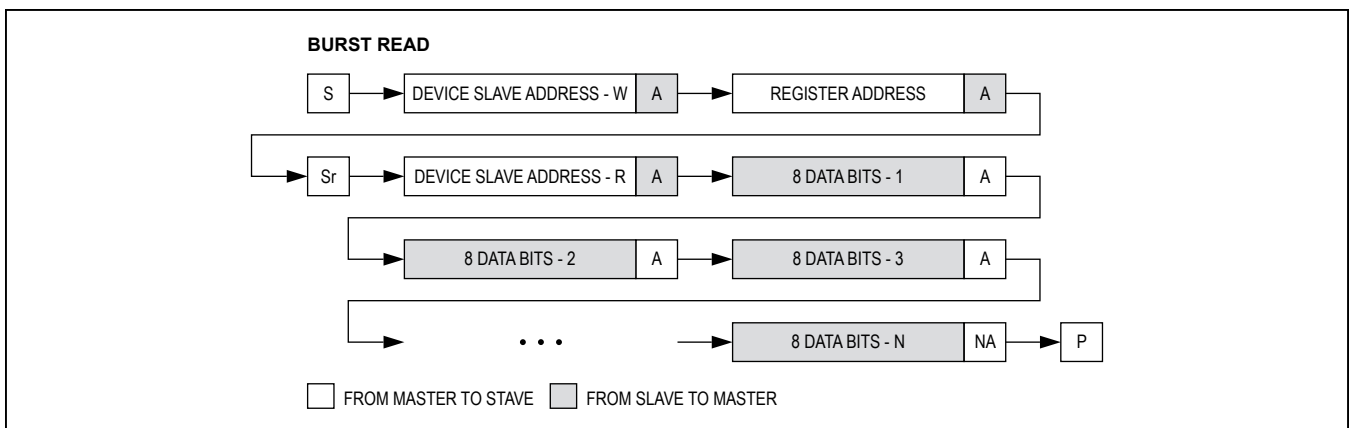 BURST READ
S DEVICE SLAVE ADDRESS - W A REGISTER ADDRESS A
Sr DEVICE SLAVE ADDRESS - R A 8 DATA BITS - 1 A
8 DATA BITS - 2 A 8 DATA BITS - 3 A
• • • 8 DATA BITS - N NA P
FROM MASTER TO STAVE FROM SLAVE TO MASTER